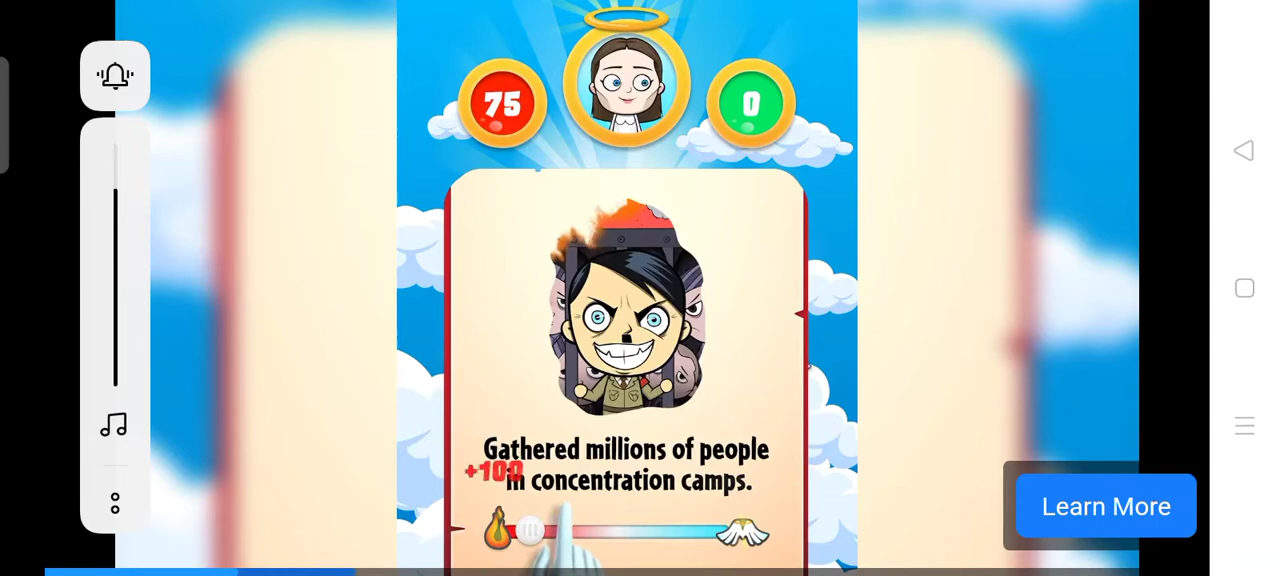 75
0
Gathered millions of people
+100
in concentration camps.
Learn More